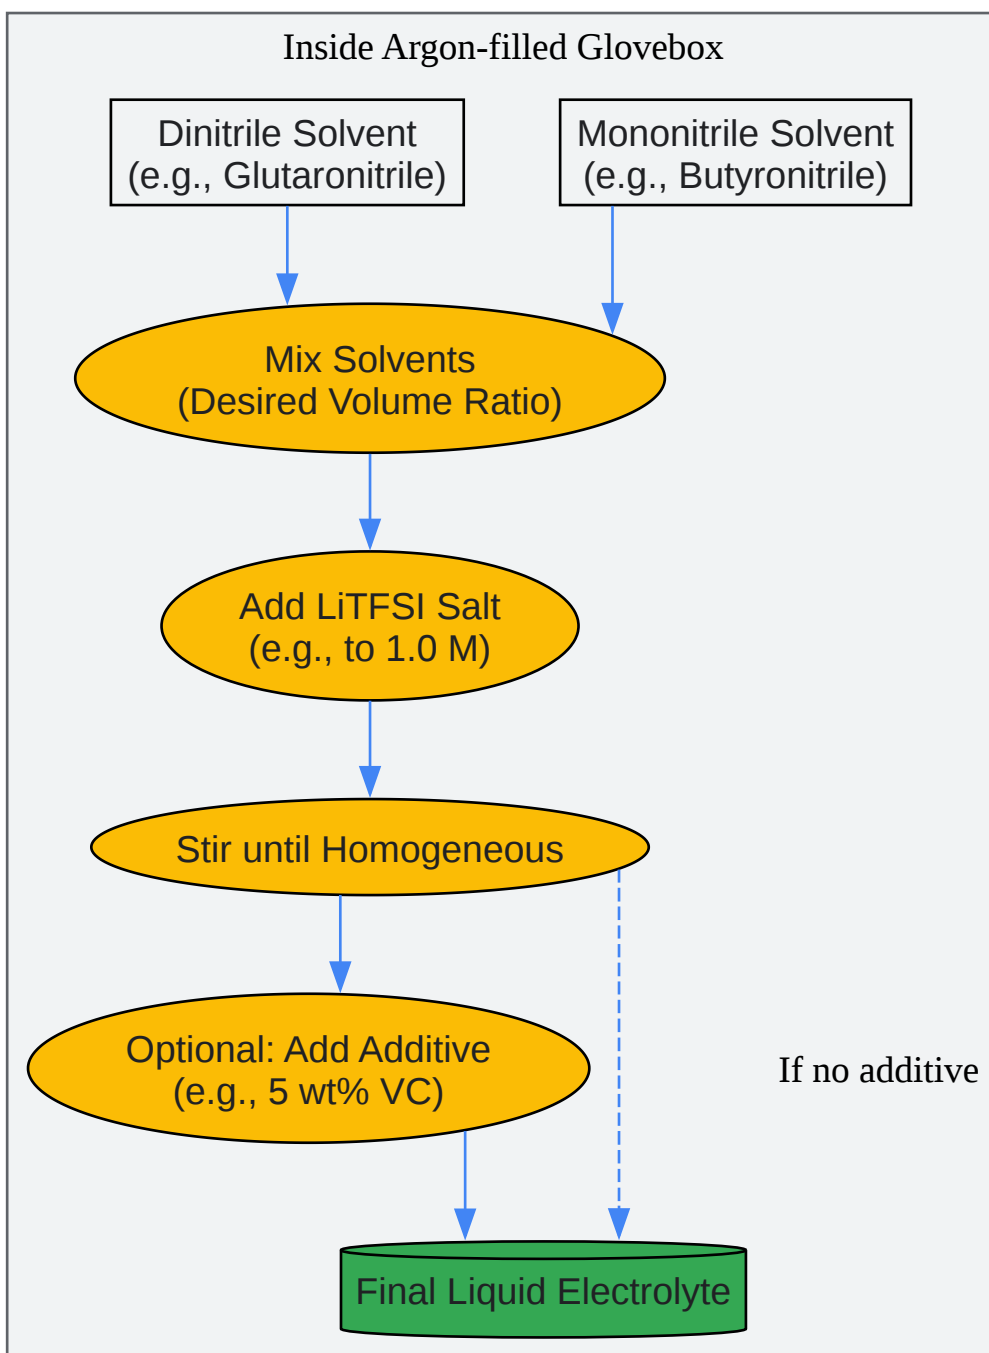 Inside Argon-filled Glovebox
Dinitrile Solvent
(e.g., Glutaronitrile)
Mononitrile Solvent
(e.g., Butyronitrile)
Mix Solvents
(Desired Volume Ratio)
Add LiTFSI Salt
(e.g., to 1.0 M)
Stir until Homogeneous
Optional: Add Additive
(e.g., 5 wt% VC)
If no additive
Final Liquid Electrolyte